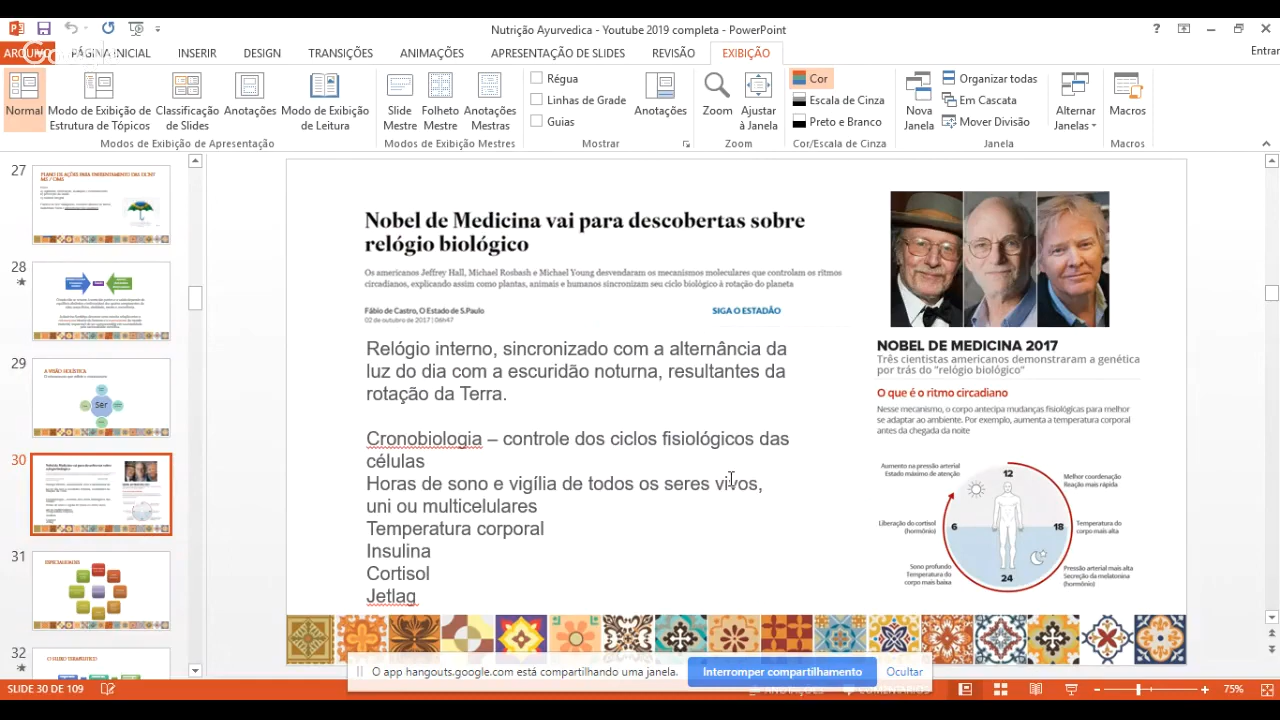 Nutrição Ayurvedica - Youtube 2019 completa - PowerPoint
Entrar
ARQUIVO PÁGINA INICIAL INSERIR DESIGN TRANSIÇÕES ANIMAÇÕES APRESENTAÇÃO DE SLIDES REVISÃO EXIBIÇÃO
Normal
Modo de Exibição de Estrutura de Tópicos
Classificação de Slides
Anotações
Modo de Exibição de Leitura
Modos de Exibição de Apresentação
Slide Mestre
Folheto Mestre
Anotações Mestras
Modos de Exibição Mestres
Régua
Linhas de Grade
Guias
Anotações
Mostrar
Zoom
Ajustar à Janela
Zoom
Cor
Escala de Cinza
Preto e Branco
Cor/Escala de Cinza
Nova Janela
Organizar todas
Em Cascata
Mover Divisão
Alternar Janelas
Janela
Macros
Macros
27
28
29
A VISÃO HOLÍSTICA
Ser
30
31
ESPECIALIDADES
32
Nobel de Medicina vai para descobertas sobre
relógio biológico
Os americanos Jeffrey Hall, Michael Rosbash e Michael Young desvendaram os mecanismos moleculares que controlam os ritmos
circadianos, explicando assim como plantas, animais e humanos sincronizam seu ciclo biológico à rotação do planeta
Fábio de Castro, O Estado de S.Paulo
02 de outubro de 2017 | 06h47
SIGA O ESTADÃO
Relógio interno, sincronizado com a alternância da
luz do dia com a escuridão noturna, resultantes da
rotação da Terra.
Cronobiologia – controle dos ciclos fisiológicos das
células
Horas de sono e vigília de todos os seres vivos,
uni ou multicelulares
Temperatura corporal
Insulina
Cortisol
Jetlag
NOBEL DE MEDICINA 2017
Três cientistas americanos demonstraram a genética
por trás do "relógio biológico"
O que é o ritmo circadiano
Nesse mecanismo, o corpo antecipa mudanças fisiológicas para melhor
se adaptar ao ambiente. Por exemplo, aumenta a temperatura corporal
antes da chegada da noite
Aumento na pressão arterial
Estado máximo de atenção
12
Melhor coordenação
Reação mais rápida
Liberação do cortisol
(hormônio)
6
18
Temperatura do
corpo mais alta
Sono profundo
Temperatura do
corpo mais baixa
24
Pressão arterial mais alta
Secreção da melatonina
(hormônio)
O app hangouts.google.com está compartilhando uma janela.
Interromper compartilhamento
Ocultar
SLIDE 30 DE 109
75%